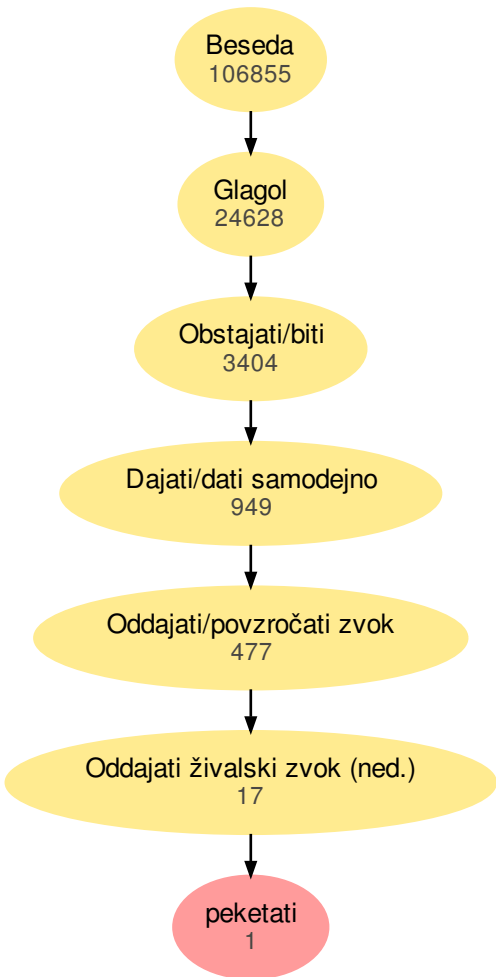 Beseda
106855
Glagol
24628
Obstajati/biti
3404
Dajati/dati samodejno
949
Oddajati/povzročati zvok
477
Oddajati živalski zvok (ned.)
17
peketati
1